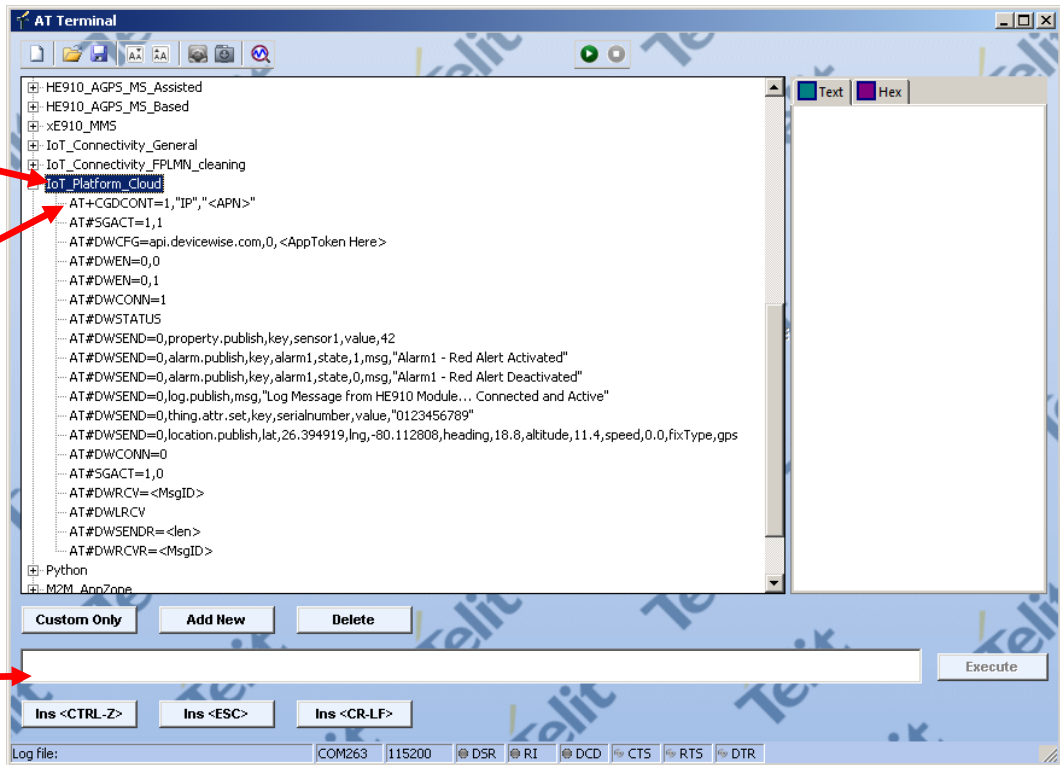 AT Terminal
HE910_AGPS_MS_Assisted
HE910_AGPS_MS_Based
xE910_MMS
IoT_Connectivity_General
IoT_Connectivity_FPLMN_cleaning
IoT_Platform_Cloud
AT+CGDCONT=1,"IP","<APN>"
AT#SGACT=1,1
AT#DWCFG=api.devicewise.com,0,<AppToken Here>
AT#DWEN=0,0
AT#DWEN=0,1
AT#DWCONN=1
AT#DWSTATUS
AT#DWSEND=0,property.publish,key,sensor1,value,42
AT#DWSEND=0,alarm.publish,key,alarm1,state,1,msg,"Alarm1 - Red Alert Activated"
AT#DWSEND=0,alarm.publish,key,alarm1,state,0,msg,"Alarm1 - Red Alert Deactivated"
AT#DWSEND=0,log.publish,msg,"Log Message from HE910 Module... Connected and Active"
AT#DWSEND=0,thing.attr.set,key,serialnumber,value,"0123456789"
AT#DWSEND=0,location.publish,lat,26.394919,lng,-80.112808,heading,18.8,altitude,11.4,speed,0.0,fixType,gps
AT#DWCONN=0
AT#SGACT=1,0
AT#DWRCV=<MsgID>
AT#DWLRCV
AT#DWSENDR=<len>
AT#DWRCVR=<MsgID>
Python
M2M_AppZone
Text Hex
Custom Only Add New Delete
Execute
Ins <CTRL-Z> Ins <ESC> Ins <CR-LF>
Log file: COM263 115200 DSR RI DCD CTS RTS DTR
Telit